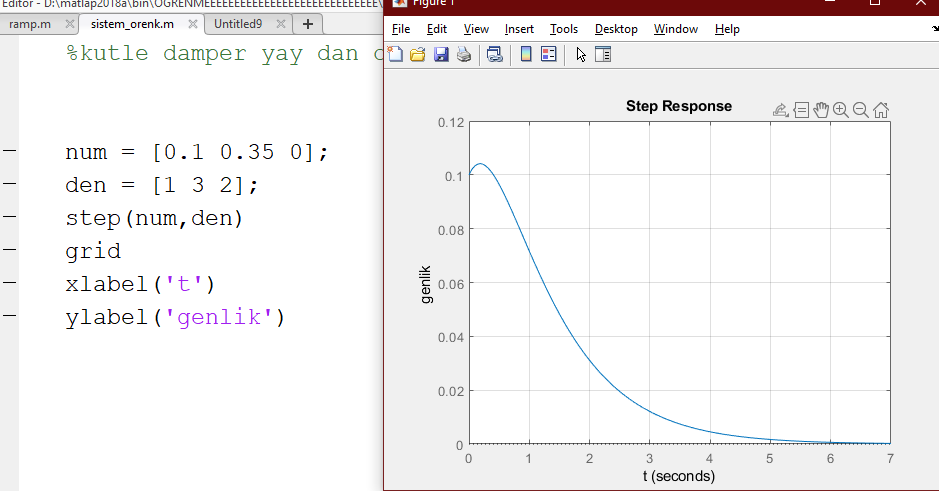 Editor - D:\matlap2018a\bin\OGRENMEEEEEEEEEEEEEEEEEEEEEEEEEEEEE\
ramp.m
sistem_orenk.m
Untitled9
%kutle damper yay dan
num = [0.1 0.35 0];
den = [1 3 2];
step(num,den)
grid
xlabel('t')
ylabel('genlik')
Figure 1
File Edit View Insert Tools Desktop Window Help
Step Response
0.12
0.1
0.08
0.06
0.04
0.02
0
genlik
0 1 2 3 4 5 6 7
t (seconds)